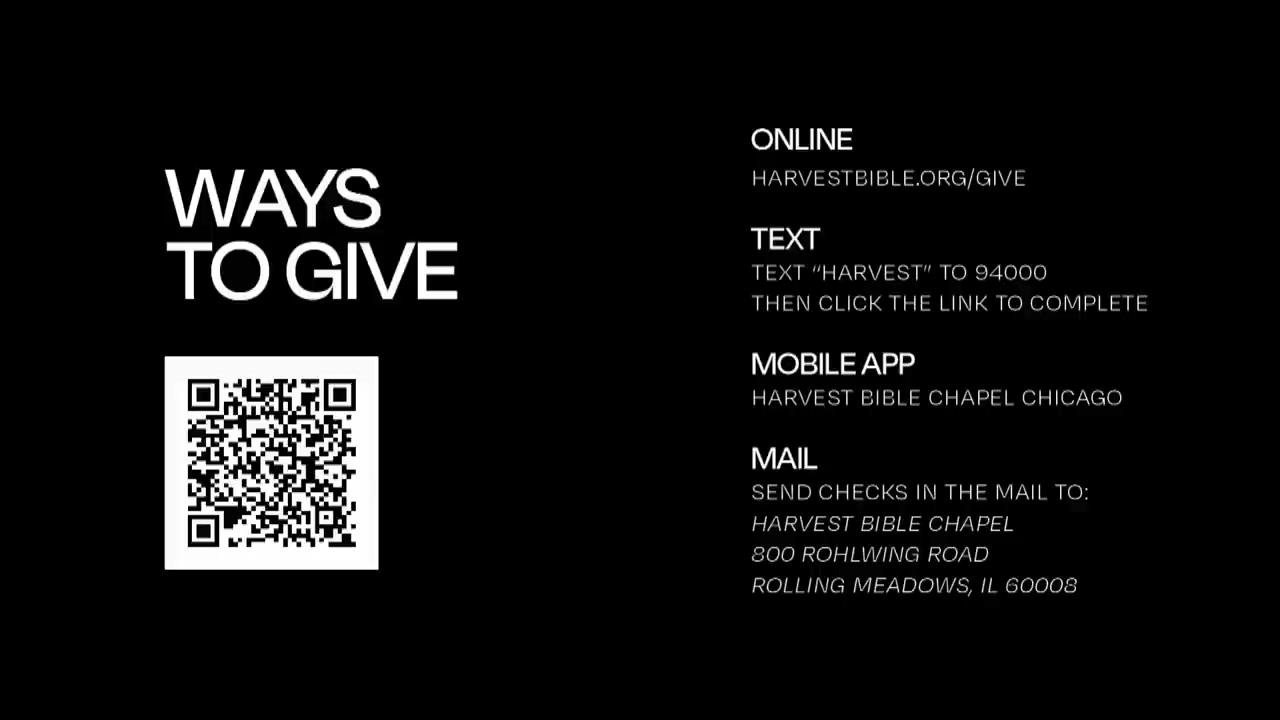 WAYS
TO GIVE
ONLINE
HARVESTBIBLE.ORG/GIVE
TEXT
TEXT “HARVEST” TO 94000
THEN CLICK THE LINK TO COMPLETE
MOBILE APP
HARVEST BIBLE CHAPEL CHICAGO
MAIL
SEND CHECKS IN THE MAIL TO:
HARVEST BIBLE CHAPEL
800 ROHLWING ROAD
ROLLING MEADOWS, IL 60008